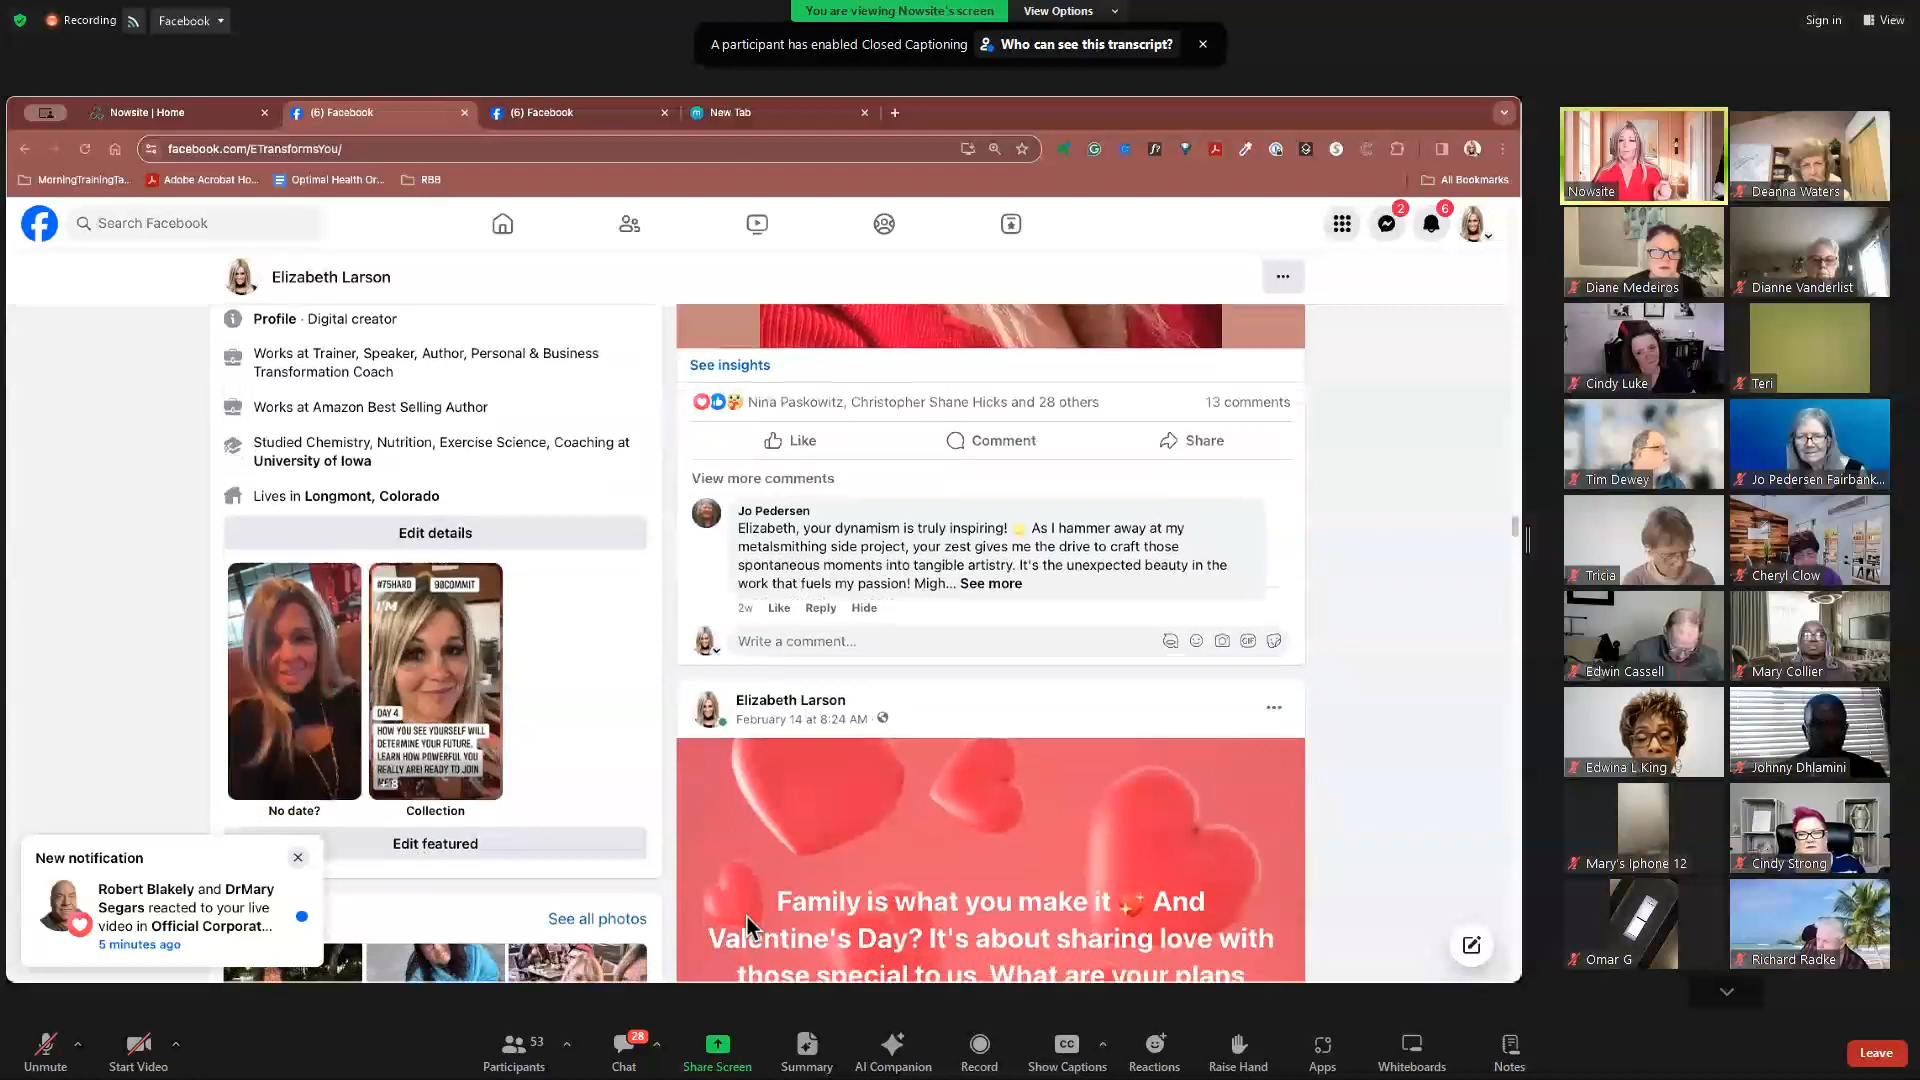 Recording
Facebook
You are viewing Nowsite's screen
View Options
Sign in
View
A participant has enabled Closed Captioning
Who can see this transcript?
Nowsite | Home
(6) Facebook
(6) Facebook
New Tab
facebook.com/ETransformsYou/
MorningTrainingTa...
Adobe Acrobat Ho...
Optimal Health Or...
RBB
All Bookmarks
Search Facebook
2
6
Elizabeth Larson
Profile · Digital creator
Works at Trainer, Speaker, Author, Personal & Business
Transformation Coach
Works at Amazon Best Selling Author
Studied Chemistry, Nutrition, Exercise Science, Coaching at
University of Iowa
Lives in Longmont, Colorado
Edit details
#75HARD
90COMMIT
I'M
DAY 4
HOW YOU SEE YOURSELF WILL
DETERMINE YOUR FUTURE.
LEARN HOW POWERFUL YOU
REALLY ARE! READY TO JOIN
+8
No date?
Collection
Edit featured
See all photos
New notification
Robert Blakely and DrMary
Segars reacted to your live
video in Official Corporat...
5 minutes ago
See insights
Nina Paskowitz, Christopher Shane Hicks and 28 others
13 comments
Like
Comment
Share
View more comments
Jo Pedersen
Elizabeth, your dynamism is truly inspiring! As I hammer away at my
metalsmithing side project, your zest gives me the drive to craft those
spontaneous moments into tangible artistry. It's the unexpected beauty in the
work that fuels my passion! Migh... See more
2w Like Reply Hide
Write a comment...
GIF
Elizabeth Larson
February 14 at 8:24 AM ·
Family is what you make it ✨ And
Valentine's Day? It's about sharing love with
those special to us. What are your plans
Nowsite
Deanna Waters
Diane Medeiros
Dianne Vanderlist
Cindy Luke
Teri
Tim Dewey
Jo Pedersen Fairbank...
Tricia
Cheryl Clow
Edwin Cassell
Mary Collier
Edwina L King
Johnny Dhlamini
Mary's Iphone 12
Cindy Strong
Omar G
Richard Radke
Unmute
Start Video
Participants
53
Chat
28
Share Screen
Summary
AI Companion
Record
CC
Show Captions
Reactions
Raise Hand
Apps
Whiteboards
Notes
Leave